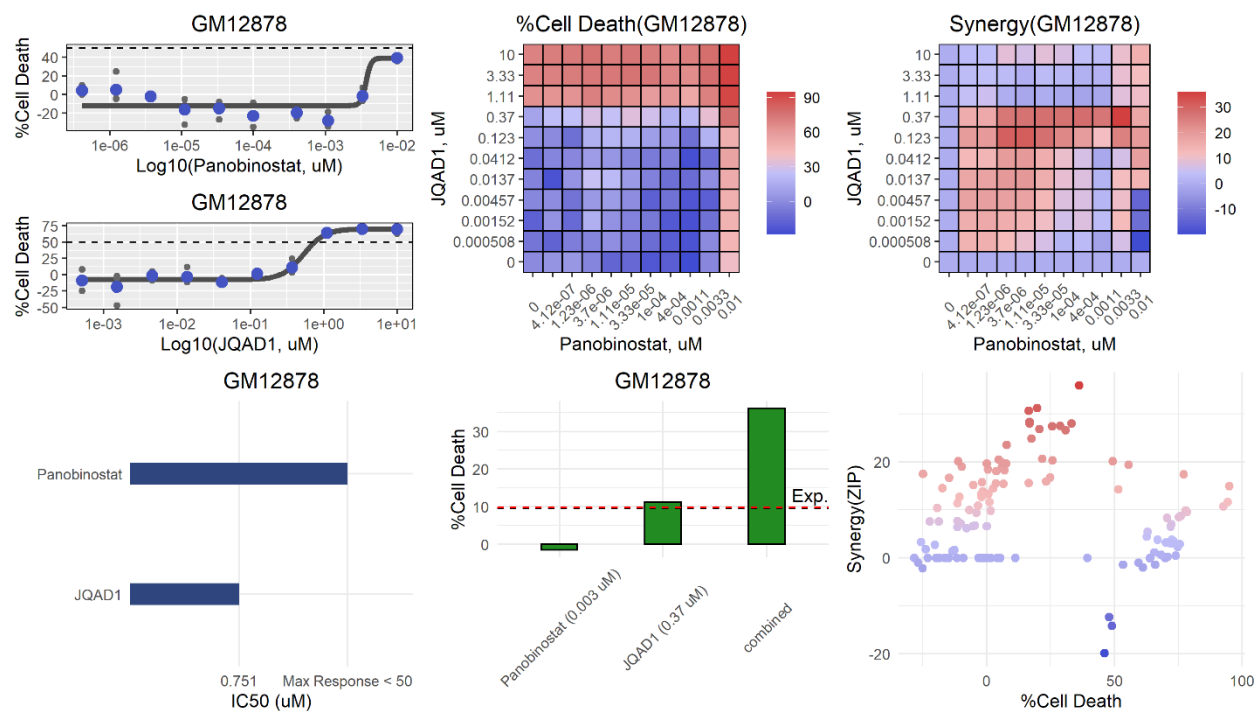 GM12878
%Cell Death
40
20
0
-20
1e-06
1e-05
1e-04
1e-03
1e-02
Log10(Panobinostat, uM)
GM12878
%Cell Death
75
50
25
0
-25
-50
1e-03
1e-02
1e-01
1e+00
1e+01
Log10(JQAD1, uM)
%Cell Death(GM12878)
JQAD1, uM
10
3.33
1.11
0.37
0.123
0.0412
0.0137
0.00457
0.00152
0.000508
0
0
4.12e-07
1.23e-06
3.7e-06
1.11e-05
3.33e-05
1e-04
4e-04
0.0011
0.0033
0.01
Panobinostat, uM
90
60
30
0
Synergy(GM12878)
JQAD1, uM
10
3.33
1.11
0.37
0.123
0.0412
0.0137
0.00457
0.00152
0.000508
0
0
4.12e-07
1.23e-06
3.7e-06
1.11e-05
3.33e-05
1e-04
4e-04
0.0011
0.0033
0.01
Panobinostat, uM
30
20
10
0
-10
GM12878
Panobinostat
JQAD1
0.751
Max Response < 50
IC50 (uM)
GM12878
%Cell Death
30
20
10
0
Exp.
Panobinostat (0.003 uM)
JQAD1 (0.37 uM)
combined
Synergy(ZIP)
20
0
-20
0
50
100
%Cell Death